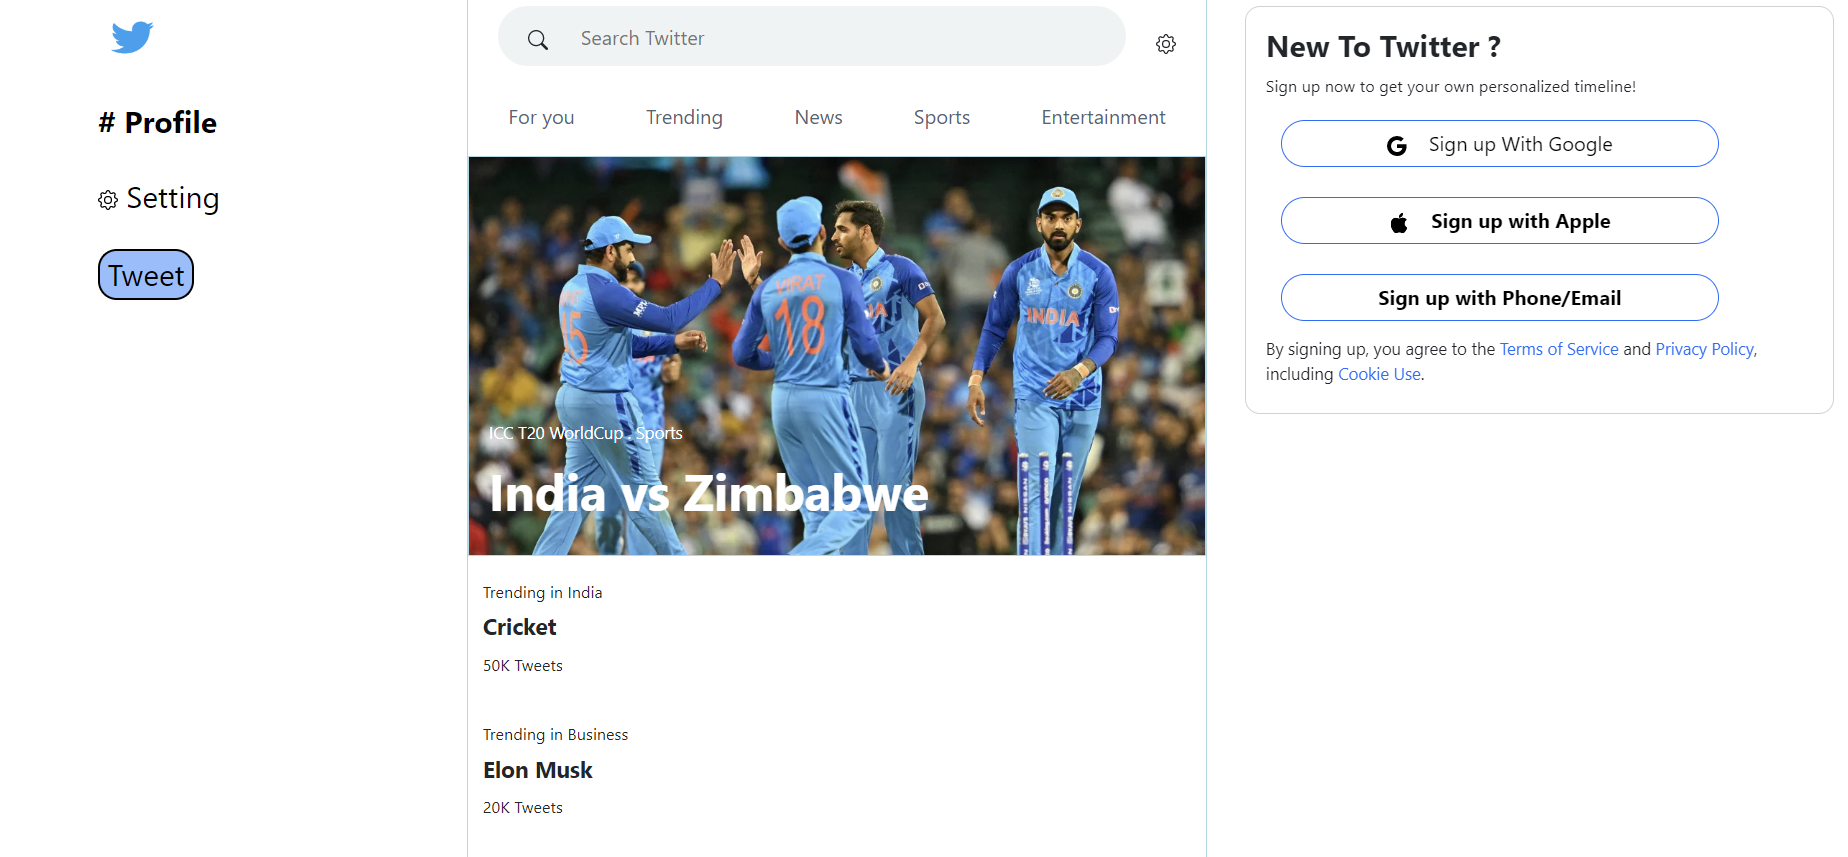 # Profile
Setting
Tweet
Search Twitter
For you Trending News Sports Entertainment
VIRAT
18
15
INDIA
ICC T20 WorldCup . Sports
India vs Zimbabwe
Trending in India
Cricket
50K Tweets
Trending in Business
Elon Musk
20K Tweets
New To Twitter ?
Sign up now to get your own personalized timeline!
Sign up With Google
Sign up with Apple
Sign up with Phone/Email
By signing up, you agree to the Terms of Service and Privacy Policy,
including Cookie Use.